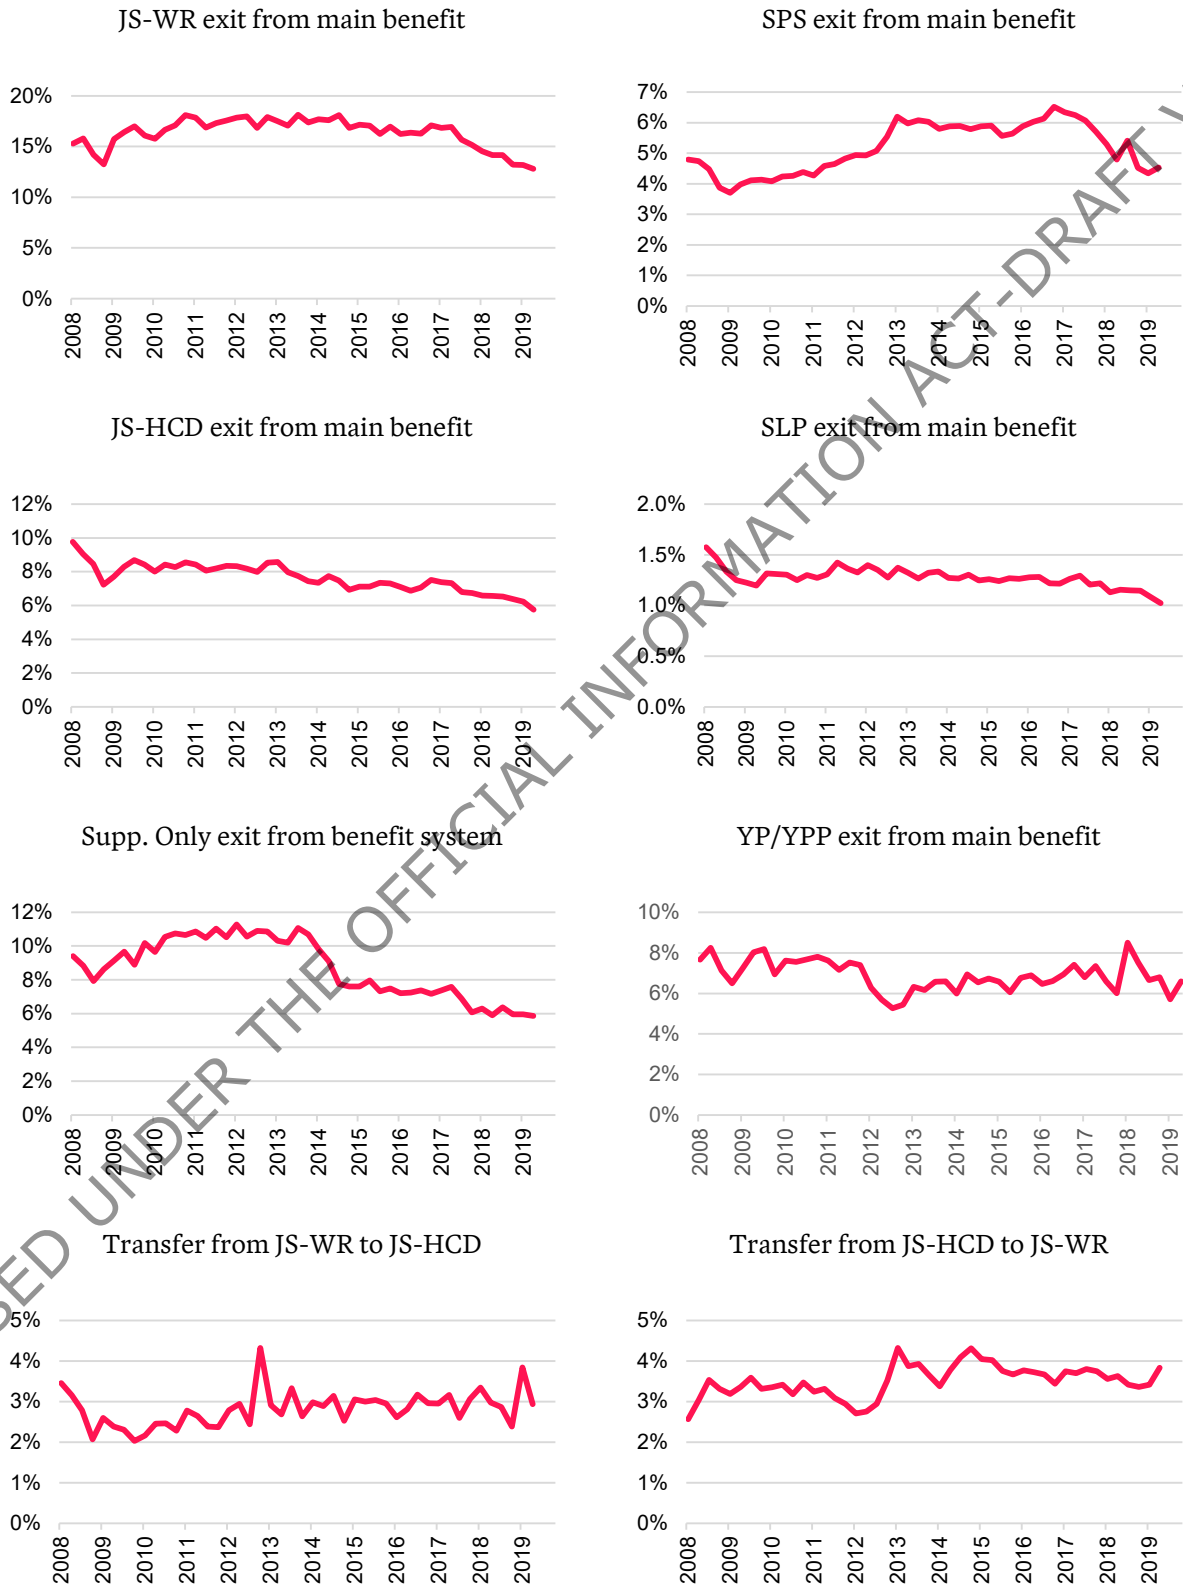 JS-WR exit from main benefit
20%
15%
10%
5%
0%
2008 2009 2010 2011 2012 2013 2014 2015 2016 2017 2018 2019
SPS exit from main benefit
7%
6%
5%
4%
3%
2%
1%
0%
2008 2009 2010 2011 2012 2013 2014 2015 2016 2017 2018 2019
JS-HCD exit from main benefit
12%
10%
8%
6%
4%
2%
0%
2008 2009 2010 2011 2012 2013 2014 2015 2016 2017 2018 2019
SLP exit from main benefit
2.0%
1.5%
1.0%
0.5%
0.0%
2008 2009 2010 2011 2012 2013 2014 2015 2016 2017 2018 2019
Supp. Only exit from benefit system
12%
10%
8%
6%
4%
2%
0%
2008 2009 2010 2011 2012 2013 2014 2015 2016 2017 2018 2019
YP/YPP exit from main benefit
10%
8%
6%
4%
2%
0%
2008 2009 2010 2011 2012 2013 2014 2015 2016 2017 2018 2019
Transfer from JS-WR to JS-HCD
5%
4%
3%
2%
1%
0%
2008 2009 2010 2011 2012 2013 2014 2015 2016 2017 2018 2019
Transfer from JS-HCD to JS-WR
5%
4%
3%
2%
1%
0%
2008 2009 2010 2011 2012 2013 2014 2015 2016 2017 2018 2019
SED UNDER THE OFFICIAL INFORMATION ACT-DRAFT